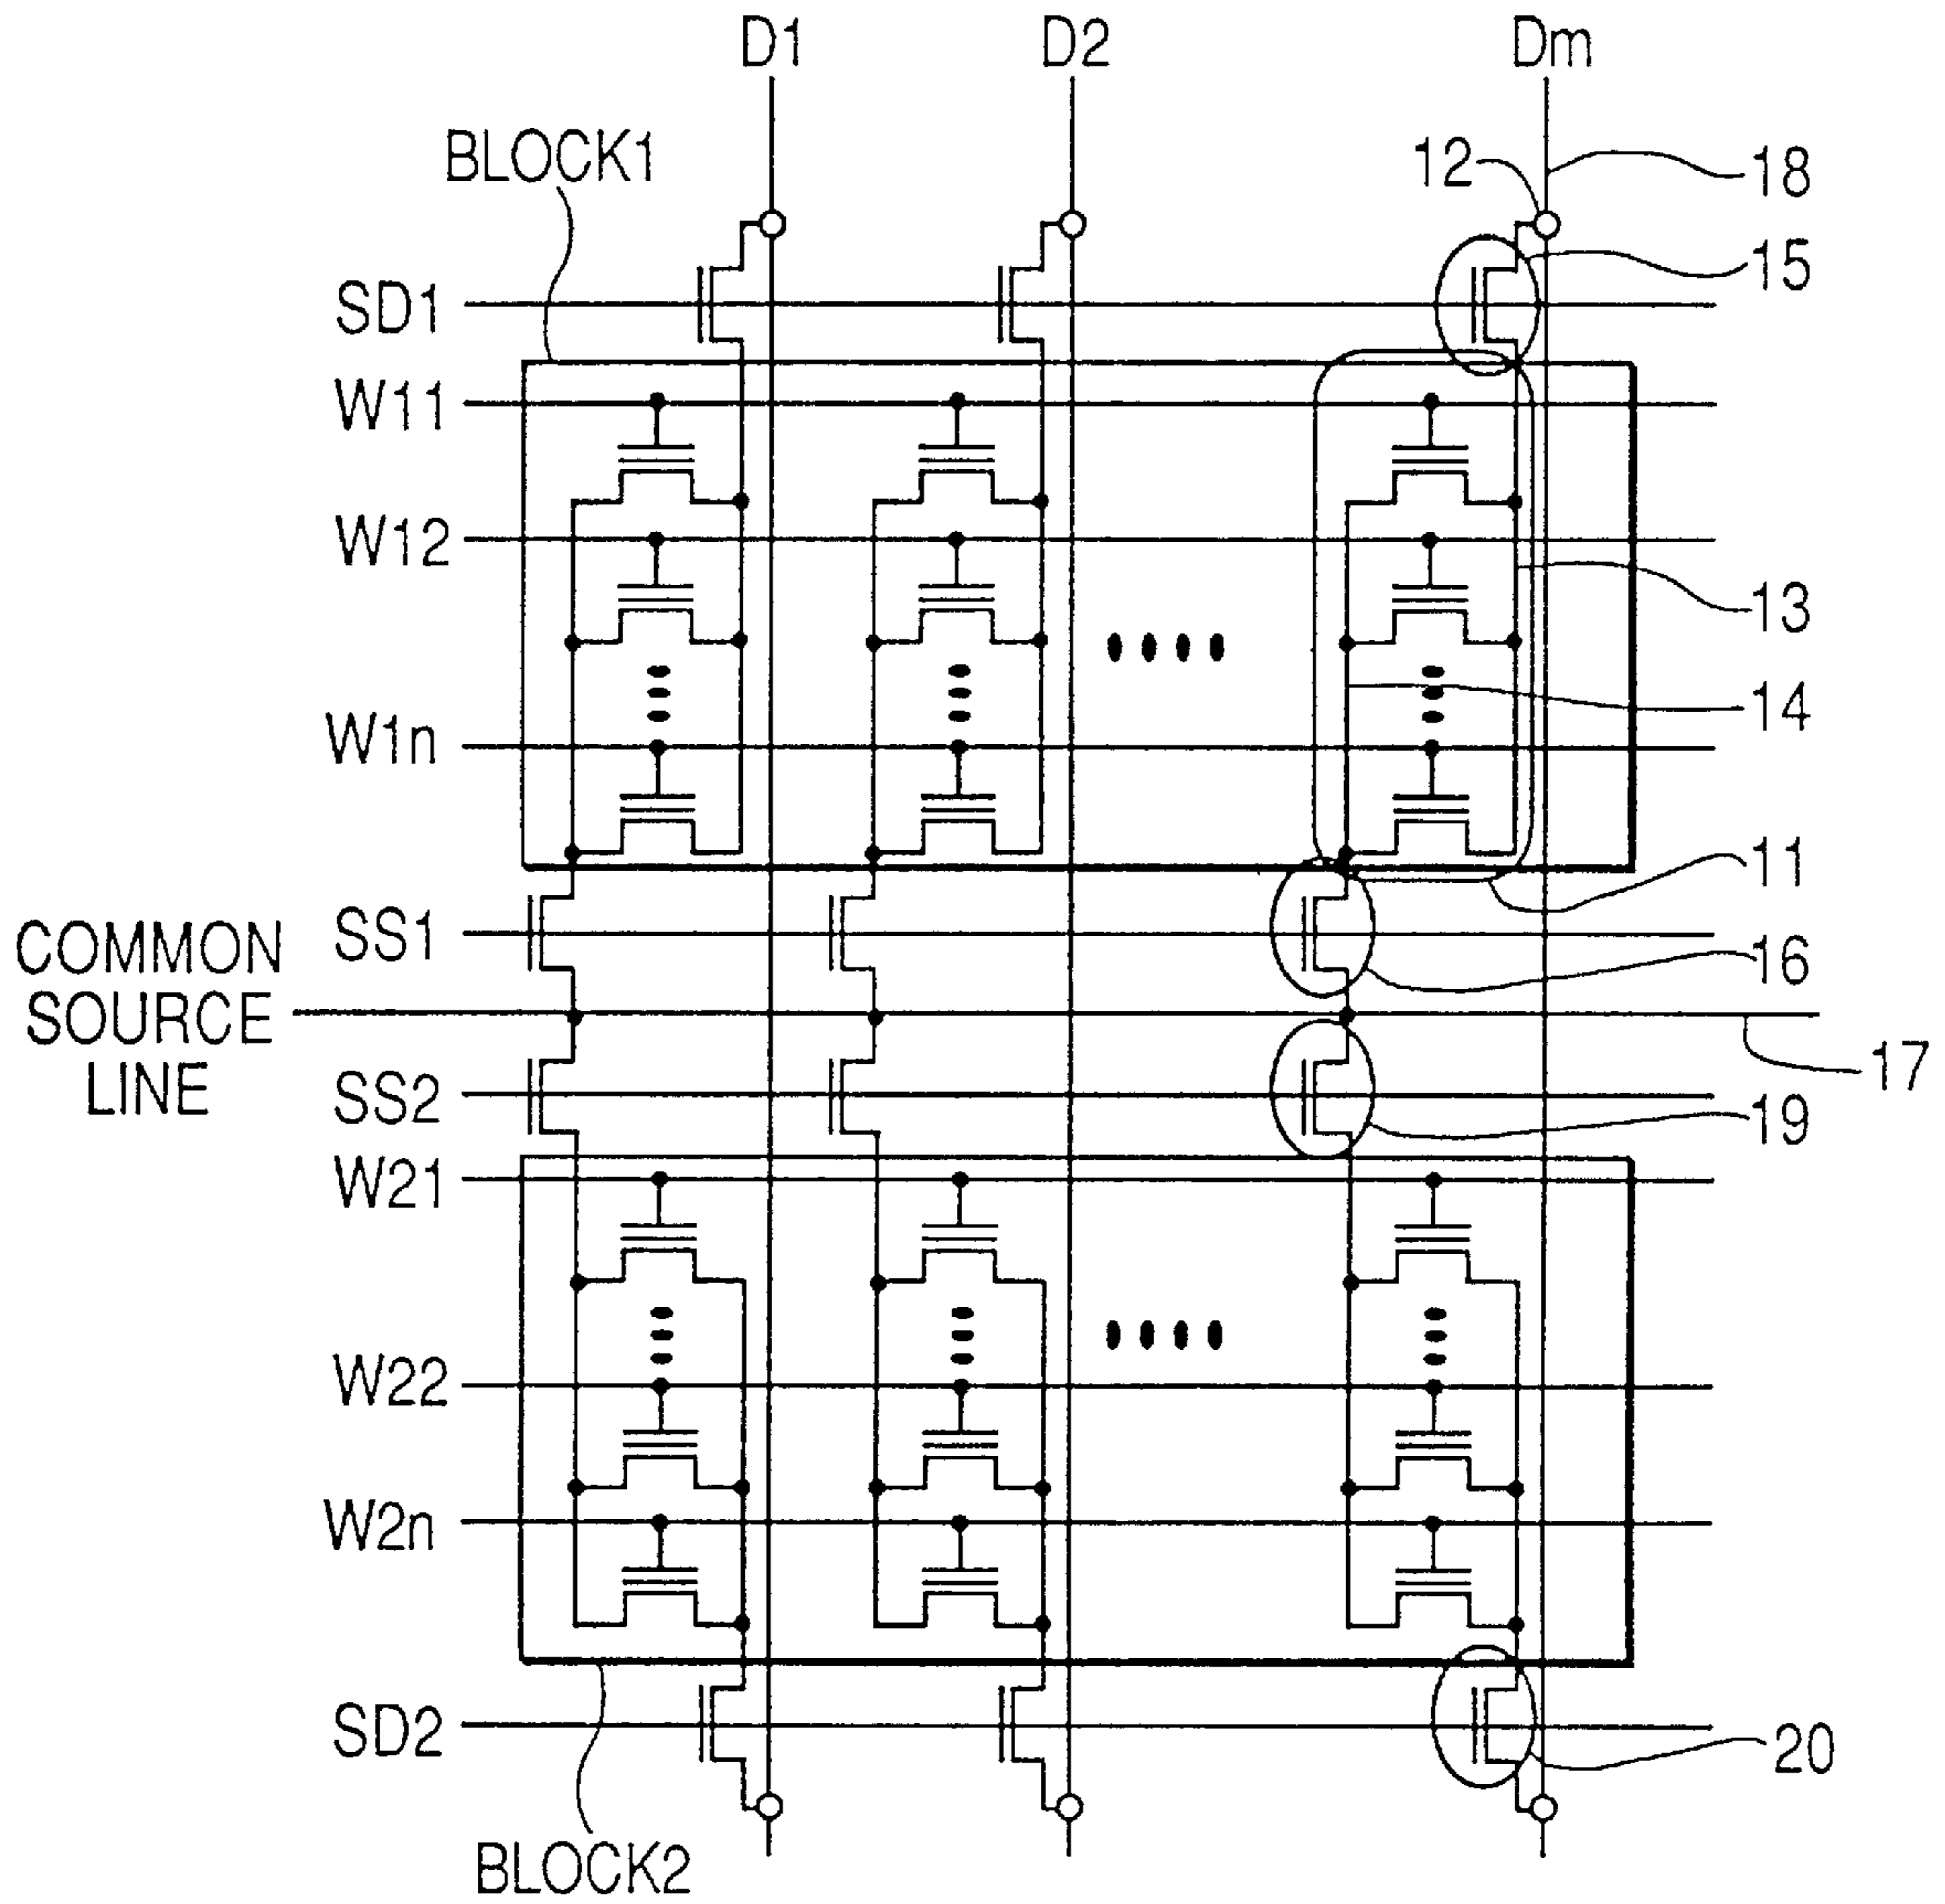 D1 D2 Dm
BLOCK1
12
18
15
SD1
W11
W12
13
14
W1n
11
SS1
16
COMMON
SOURCE
LINE
17
SS2
19
W21
W22
W2n
SD2
20
BLOCK2